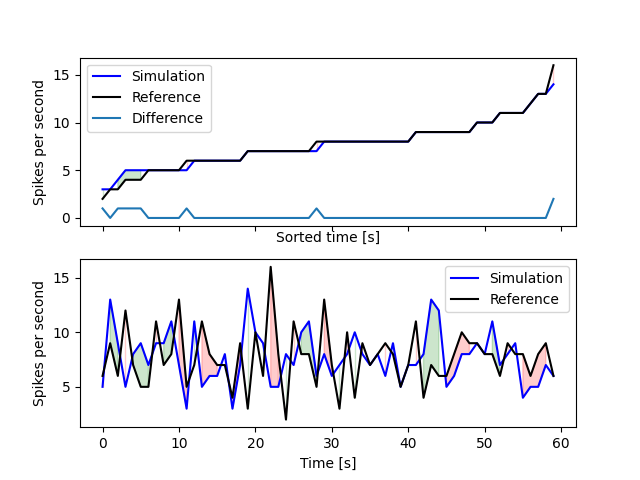 Spikes per second
15
10
5
0
Simulation
Reference
Difference
Sorted time [s]
Spikes per second
15
10
5
Simulation
Reference
0 10 20 30 40 50 60
Time [s]